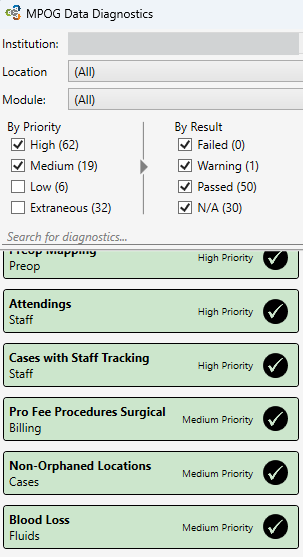 MPOG Data Diagnostics
Institution:
Location (All)
Module: (All)
By Priority By Result
High (62) Failed (0)
Medium (19) Warning (1)
Low (6) Passed (50)
Extraneous (32) N/A (30)
Search for diagnostics...
Preop Mapping
Preop High Priority
Attendings
Staff High Priority
Cases with Staff Tracking
Staff High Priority
Pro Fee Procedures Surgical
Billing Medium Priority
Non-Orphaned Locations
Cases Medium Priority
Blood Loss
Fluids Medium Priority